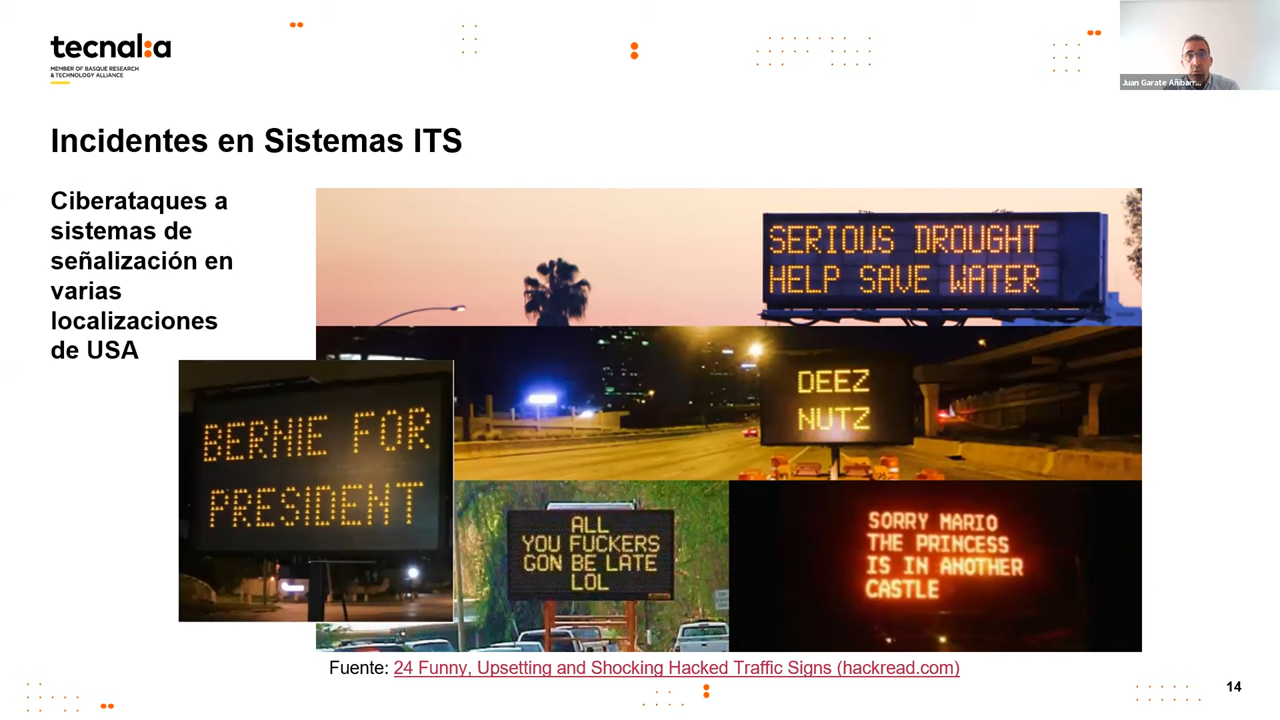 tecnal:a
MEMBER OF BASQUE RESEARCH
& TECHNOLOGY ALLIANCE
Juan Garate Añibarr...
Incidentes en Sistemas ITS
Ciberataques a
sistemas de
señalización en
varias
localizaciones
de USA
SERIOUS DROUGHT
HELP SAVE WATER
DEEZ
NUTZ
BERNIE FOR
PRESIDENT
ALL
YOU FUCKERS
GON BE LATE
LOL
SORRY MARIO
THE PRINCESS
IS IN ANOTHER
CASTLE
Fuente: 24 Funny, Upsetting and Shocking Hacked Traffic Signs (hackread.com)
14